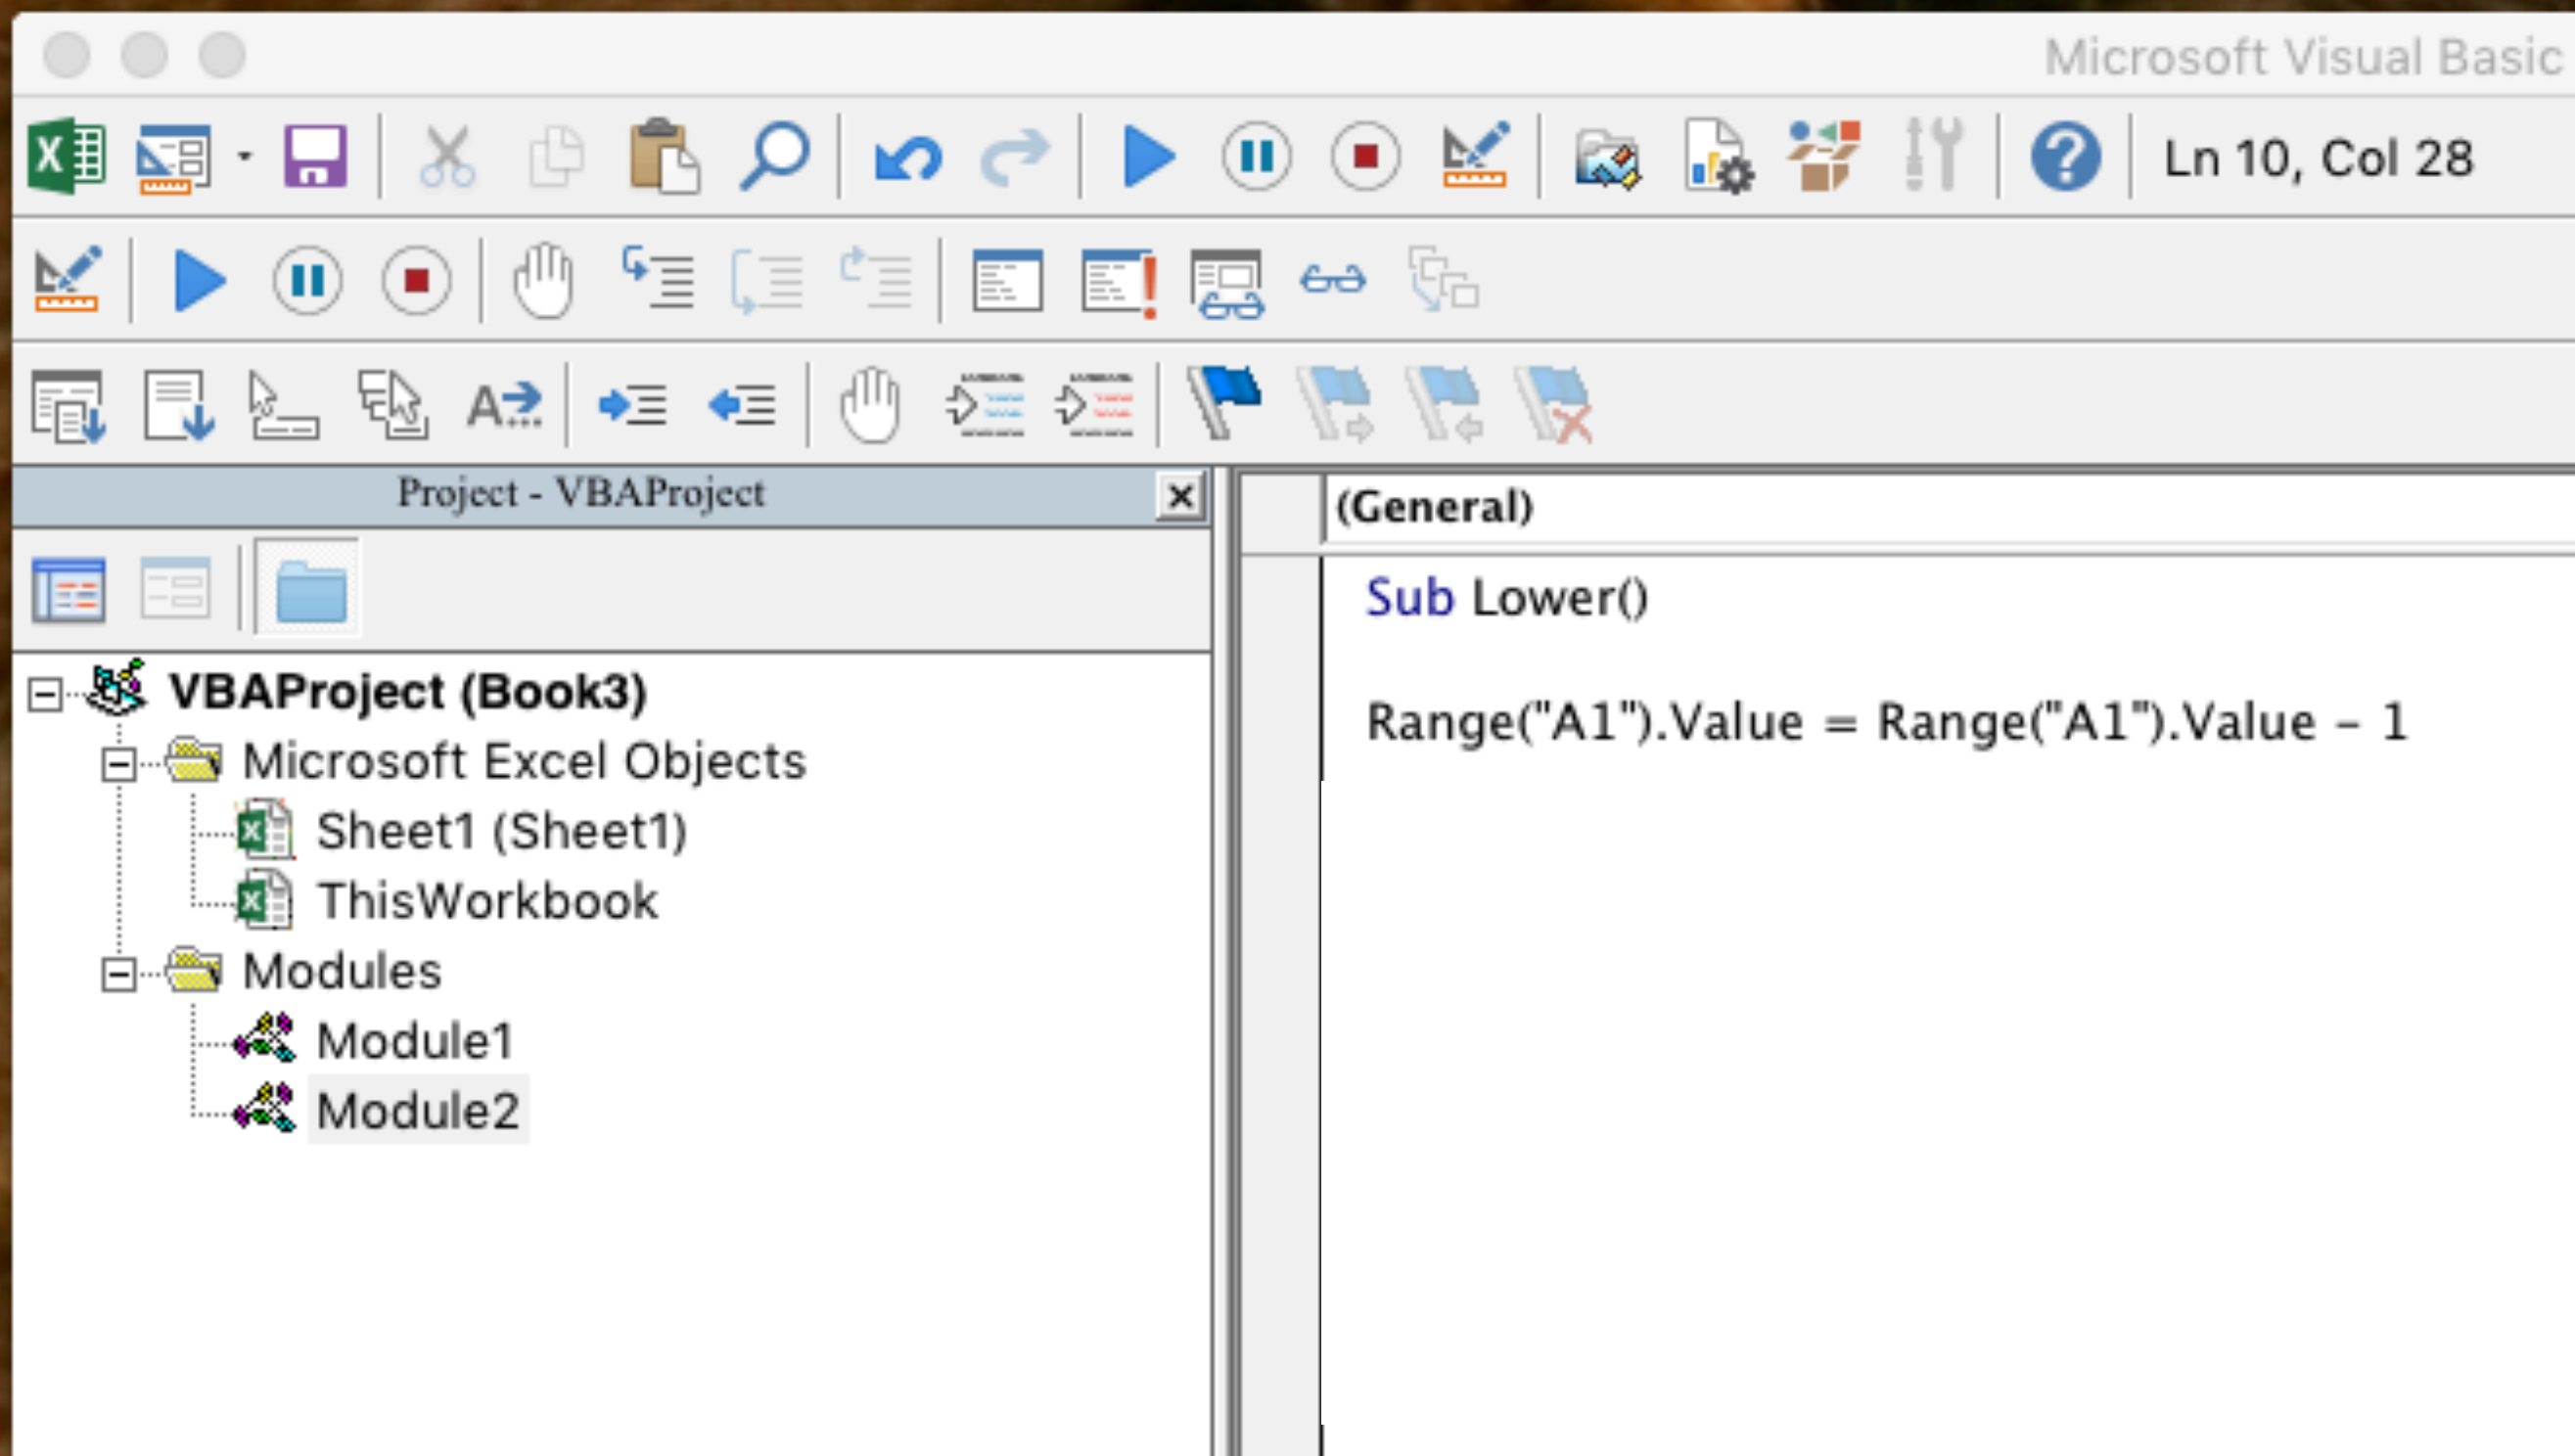 Microsoft Visual Basic
Ln 10, Col 28
Project - VBAProject
VBAProject (Book3)
Microsoft Excel Objects
Sheet1 (Sheet1)
ThisWorkbook
Modules
Module1
Module2
(General)
Sub Lower()
Range("A1").Value = Range("A1").Value - 1